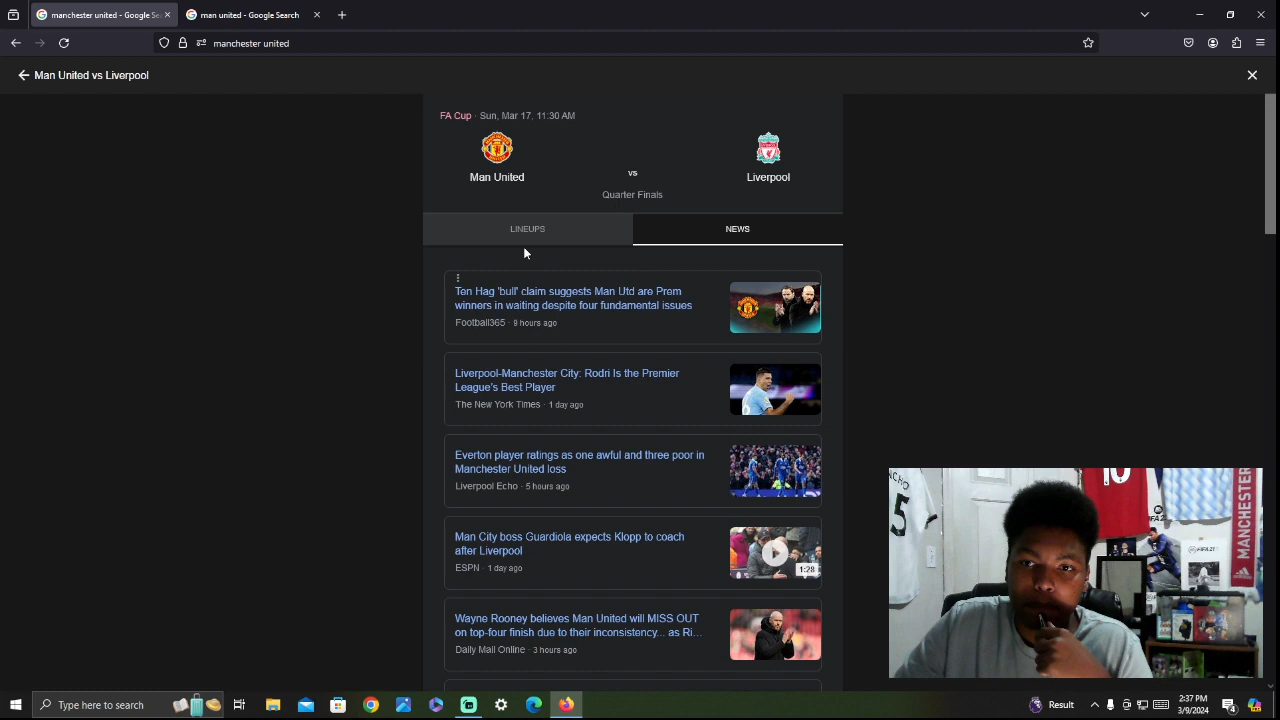 manchester united - Google Se
man united - Google Search
manchester united
Man United vs Liverpool
FA Cup · Sun, Mar 17, 11:30 AM
Man United
vs
Liverpool
Quarter Finals
LINEUPS
NEWS
Ten Hag 'bull' claim suggests Man Utd are Prem
winners in waiting despite four fundamental issues
Football365 · 9 hours ago
Liverpool-Manchester City: Rodri Is the Premier
League's Best Player
The New York Times · 1 day ago
Everton player ratings as one awful and three poor in
Manchester United loss
Liverpool Echo · 5 hours ago
Man City boss Guardiola expects Klopp to coach
after Liverpool
ESPN · 1 day ago
1:28
Wayne Rooney believes Man United will MISS OUT
on top-four finish due to their inconsistency... as Ri...
Daily Mail Online · 3 hours ago
NCHO
5
10
FIFA 21
MANCHESTER
Type here to search
Result
2:37 PM
3/9/2024
4